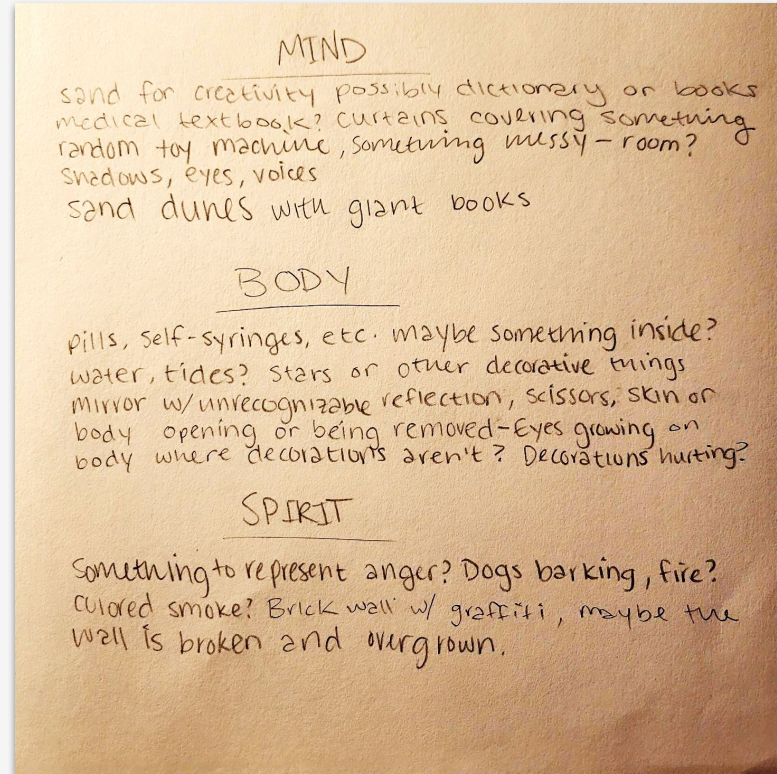 MIND
sand for creativity possibly dictionary or books
medical textbook? curtains covering something
random toy machine, something messy - room?
shadows, eyes, voices
sand dunes with giant books
BODY
pills, self-syringes, etc. maybe something inside?
water, tides? Stars or other decorative things
mirror w/unrecognizable reflection, scissors, skin or
body opening or being removed - Eyes growing on
body where decorations aren't? Decorations hurting?
SPIRIT
Something to represent anger? Dogs barking, fire?
colored smoke? Brick wall w/ graffiti, maybe the
wall is broken and overgrown.